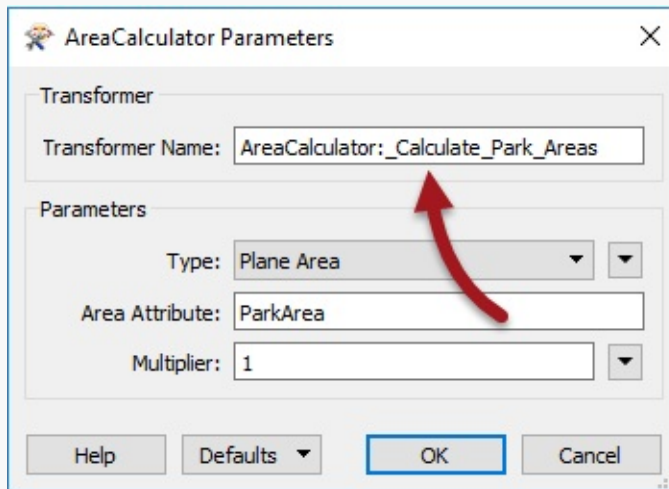 AreaCalculator Parameters
Transformer
Transformer Name: AreaCalculator:_Calculate_Park_Areas
Parameters
Type: Plane Area
Area Attribute: ParkArea
Multiplier: 1
Help Defaults OK Cancel